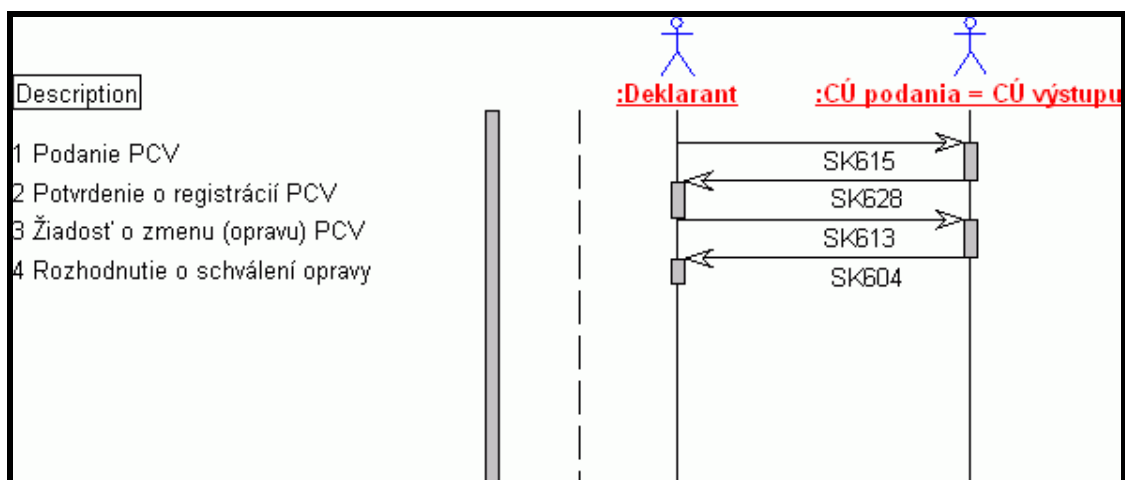 :Deklarant :CÚ podania = CÚ výstupu
Description
1 Podanie PCV
SK615
2 Potvrdenie o registrácií PCV
SK628
3 Žiadosť o zmenu (opravu) PCV
SK613
4 Rozhodnutie o schválení opravy
SK604